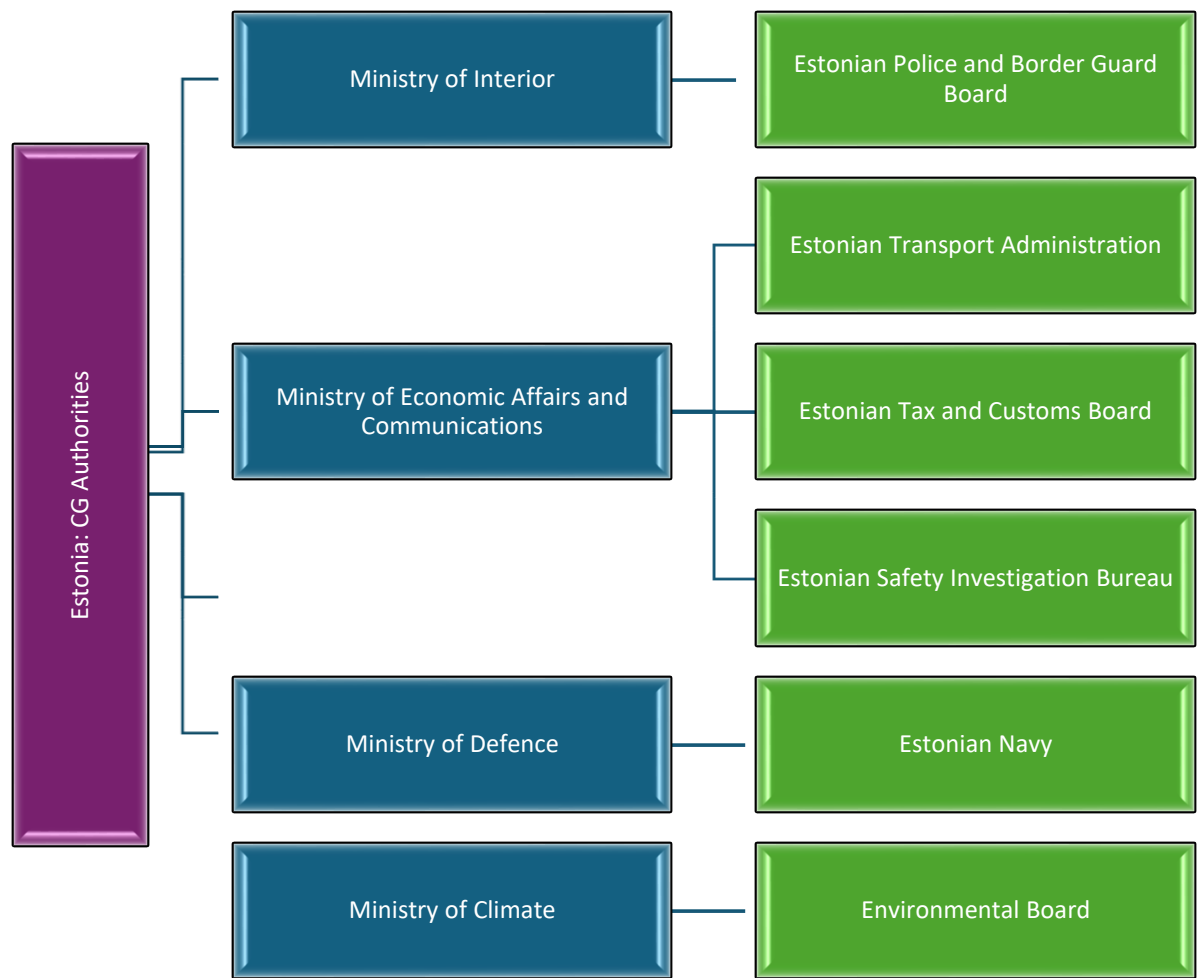 Estonia: CG Authorities
Ministry of Interior
Estonian Police and Border Guard
Board
Ministry of Economic Affairs and
Communications
Estonian Transport Administration
Estonian Tax and Customs Board
Estonian Safety Investigation Bureau
Ministry of Defence
Estonian Navy
Ministry of Climate
Environmental Board